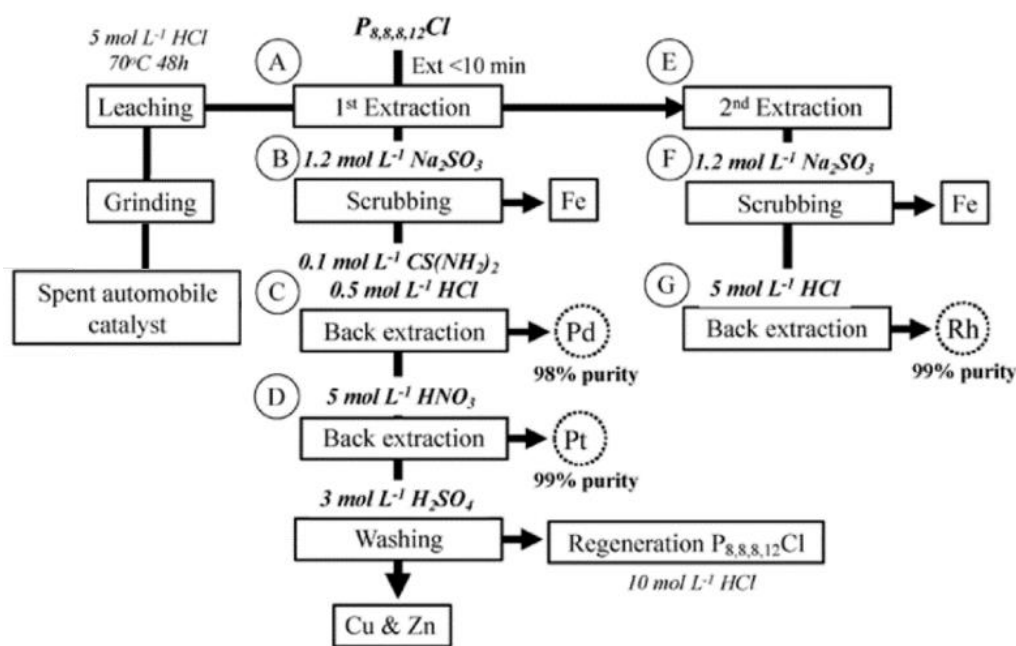 5 mol L⁻¹ HCl
70ºC 48h
Leaching
Grinding
Spent automobile
catalyst
P₈,₈,₈,₁₂Cl
A
Ext <10 min
1ˢᵗ Extraction
B
1.2 mol L⁻¹ Na₂SO₃
Scrubbing
Fe
0.1 mol L⁻¹ CS(NH₂)₂
C
0.5 mol L⁻¹ HCl
Back extraction
Pd
98% purity
D
5 mol L⁻¹ HNO₃
Back extraction
Pt
99% purity
3 mol L⁻¹ H₂SO₄
Washing
Regeneration P₈,₈,₈,₁₂Cl
10 mol L⁻¹ HCl
Cu & Zn
E
2ⁿᵈ Extraction
F
1.2 mol L⁻¹ Na₂SO₃
Scrubbing
Fe
G
5 mol L⁻¹ HCl
Back extraction
Rh
99% purity